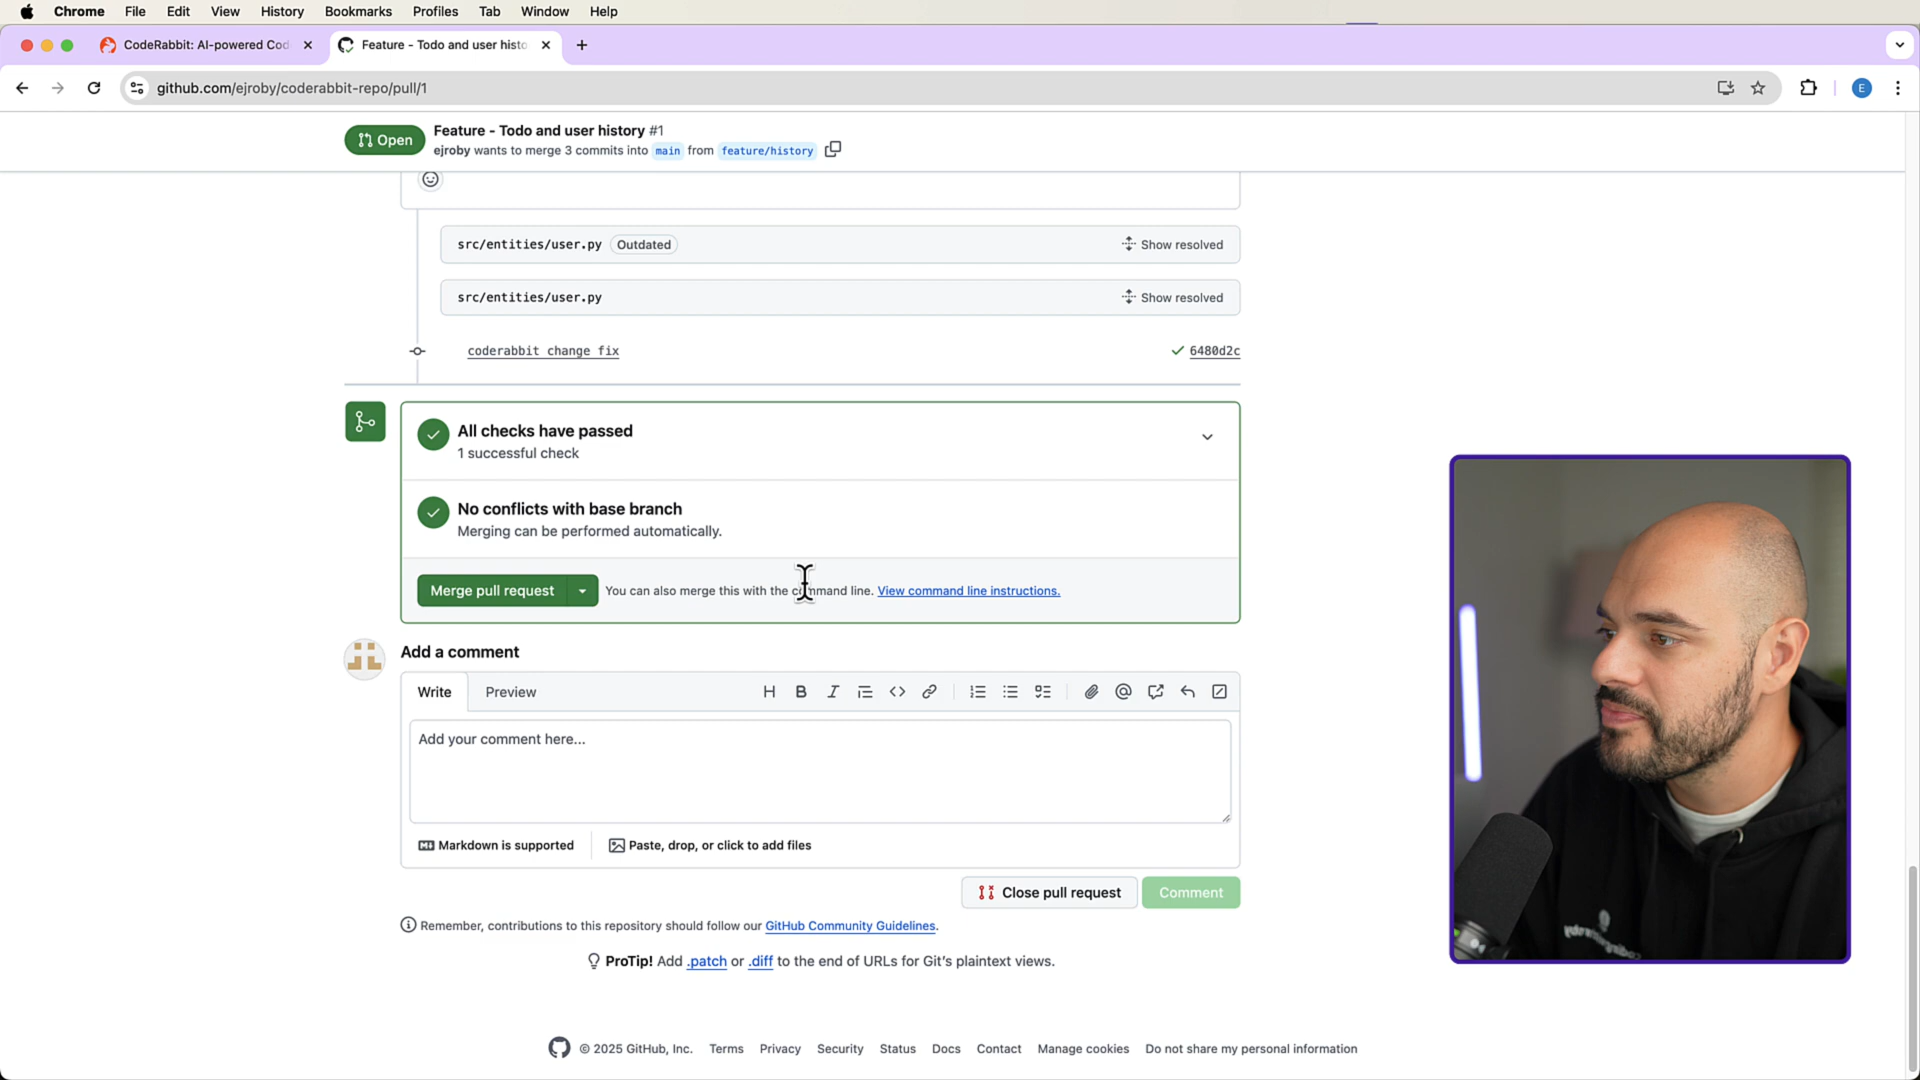 Chrome File Edit View History Bookmarks Profiles Tab Window Help
CodeRabbit: AI-powered Cod
Feature - Todo and user histo
github.com/ejroby/coderabbit-repo/pull/1
E
Open
Feature - Todo and user history #1
ejroby wants to merge 3 commits into main from feature/history
src/entities/user.py Outdated Show resolved
src/entities/user.py Show resolved
coderabbit change fix 6480d2c
All checks have passed
1 successful check
No conflicts with base branch
Merging can be performed automatically.
Merge pull request You can also merge this with the command line. View command line instructions.
Add a comment
Write Preview
Add your comment here...
Markdown is supported Paste, drop, or click to add files
Close pull request Comment
Remember, contributions to this repository should follow our GitHub Community Guidelines.
ProTip! Add .patch or .diff to the end of URLs for Git's plaintext views.
© 2025 GitHub, Inc. Terms Privacy Security Status Docs Contact Manage cookies Do not share my personal information